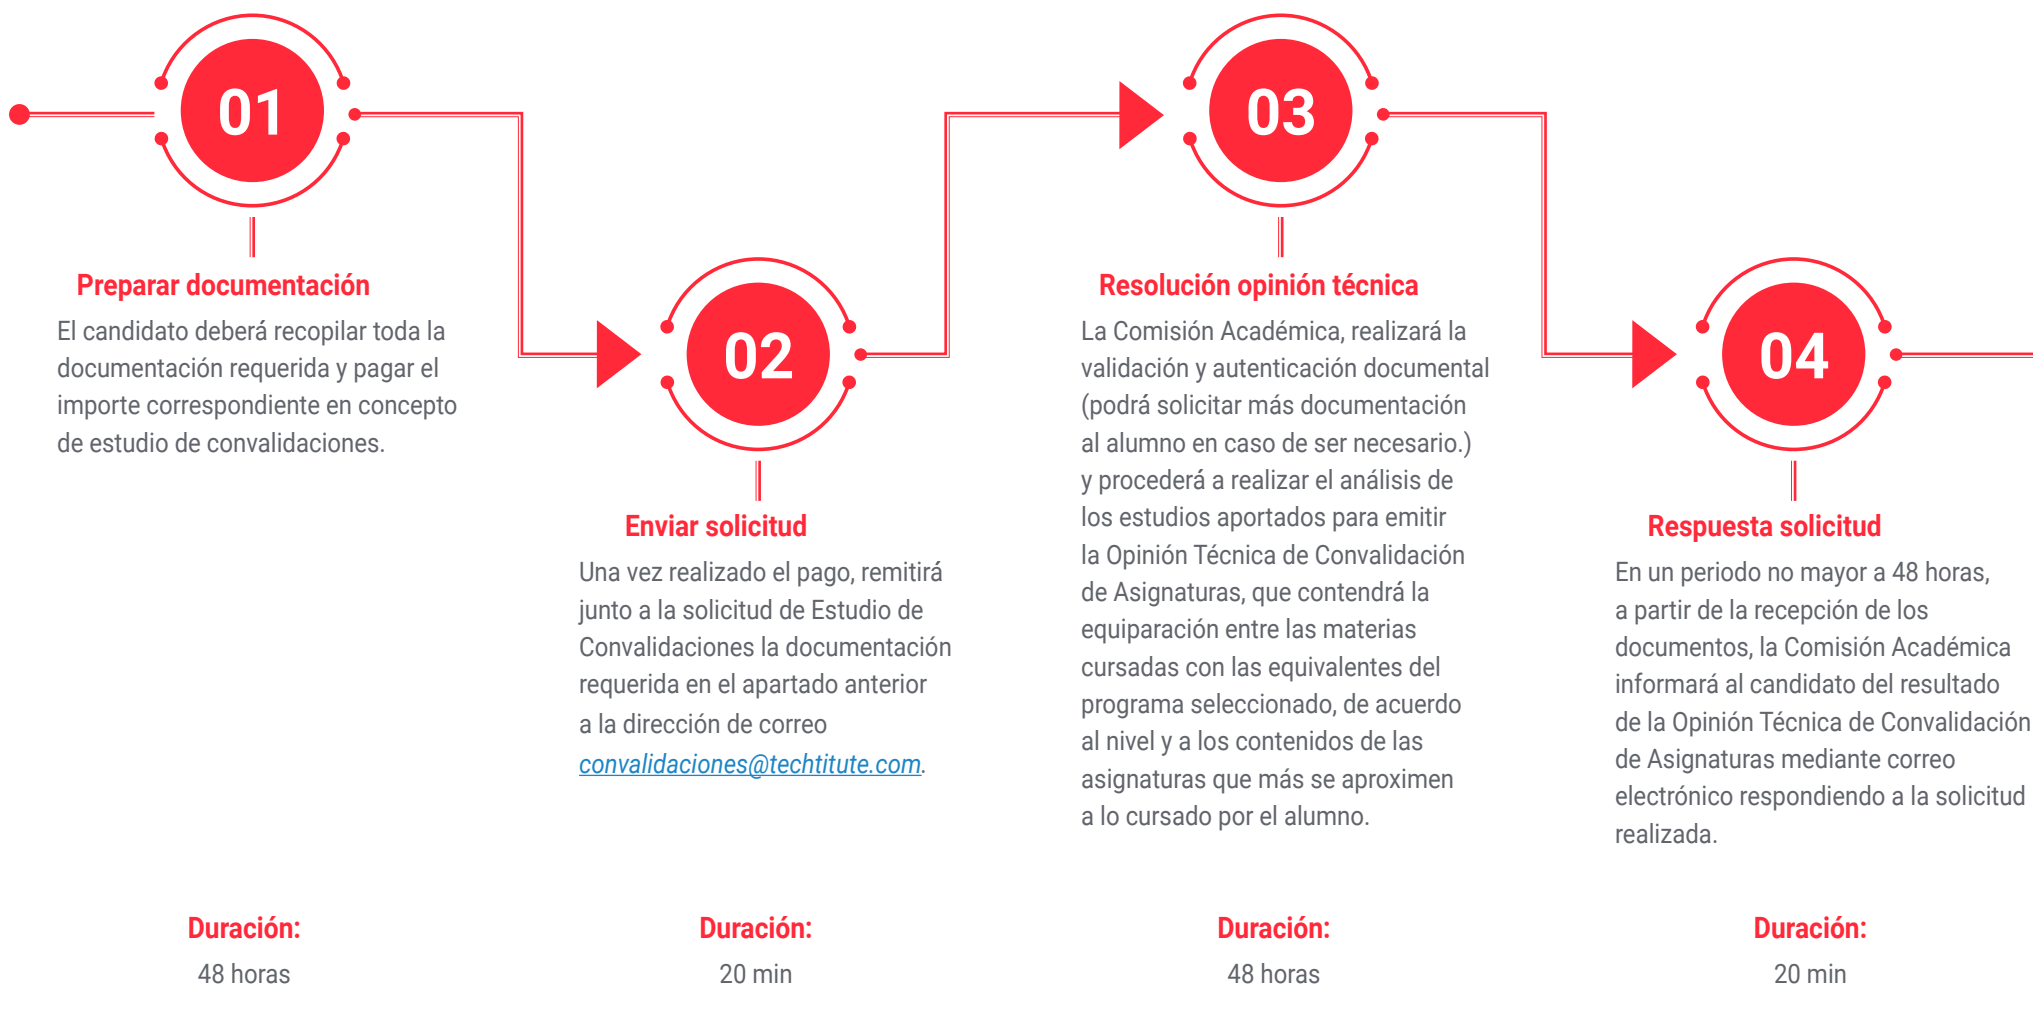 01
Preparar documentación
El candidato deberá recopilar toda la
documentación requerida y pagar el
importe correspondiente en concepto
de estudio de convalidaciones.
Duración:
48 horas
02
Enviar solicitud
Una vez realizado el pago, remitirá
junto a la solicitud de Estudio de
Convalidaciones la documentación
requerida en el apartado anterior
a la dirección de correo
convalidaciones@techtitute.com.
Duración:
20 min
03
Resolución opinión técnica
La Comisión Académica, realizará la
validación y autenticación documental
(podrá solicitar más documentación
al alumno en caso de ser necesario.)
y procederá a realizar el análisis de
los estudios aportados para emitir
la Opinión Técnica de Convalidación
de Asignaturas, que contendrá la
equiparación entre las materias
cursadas con las equivalentes del
programa seleccionado, de acuerdo
al nivel y a los contenidos de las
asignaturas que más se aproximen
a lo cursado por el alumno.
Duración:
48 horas
04
Respuesta solicitud
En un periodo no mayor a 48 horas,
a partir de la recepción de los
documentos, la Comisión Académica
informará al candidato del resultado
de la Opinión Técnica de Convalidación
de Asignaturas mediante correo
electrónico respondiendo a la solicitud
realizada.
Duración:
20 min